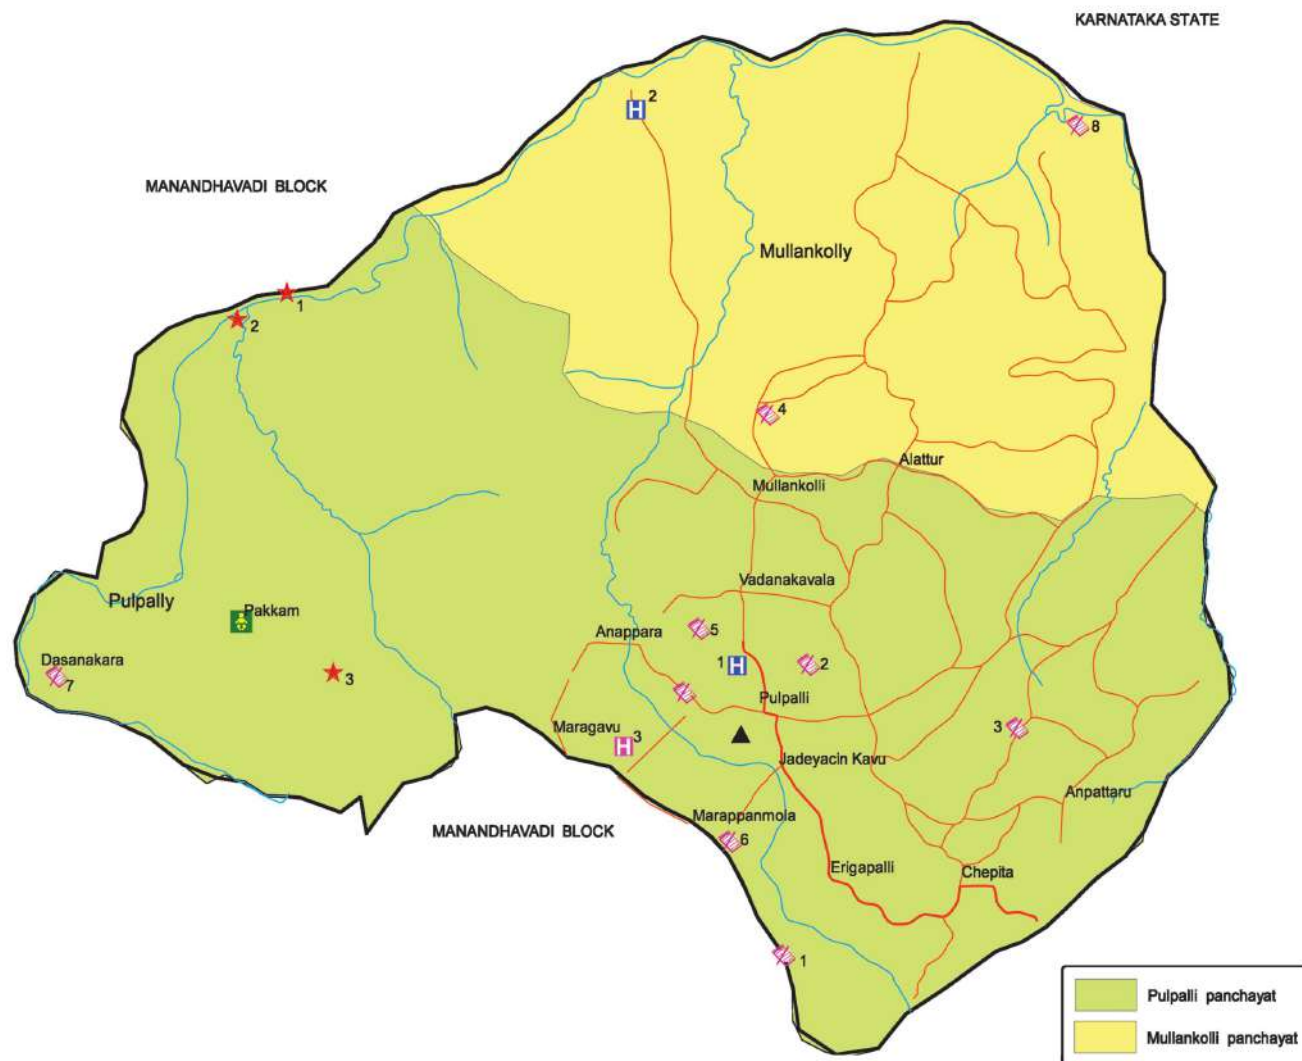 KARNATAKA STATE
H 2
8
MANANDHAVADI BLOCK
Mullankolly
1
2
4
Alattur
Mullankolli
Vadanakavala
Pulpally
Pakkam
Anappara
5
Dasanakara
7
1 H
2
3
Pulpalli
Maragavu
H 3
3
Jadeyacin Kavu
Anpattaru
Marappanmola
MANANDHAVADI BLOCK
6
Erigapalli
Chepita
1
Pulpalli panchayat
Mullankolli panchayat